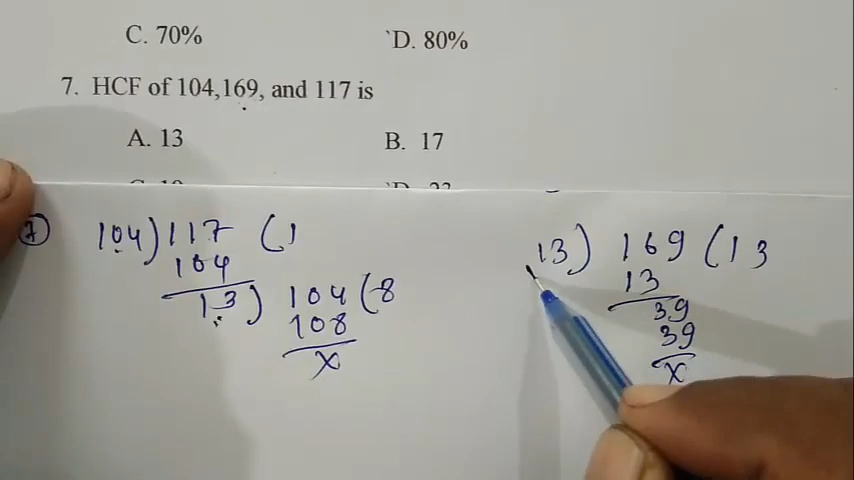 C. 70% `D. 80%
7. HCF of 104,169, and 117 is
A. 13 B. 17
7 104)117(1 13)169(13
104 13
13)104(8 39
108 39
x x